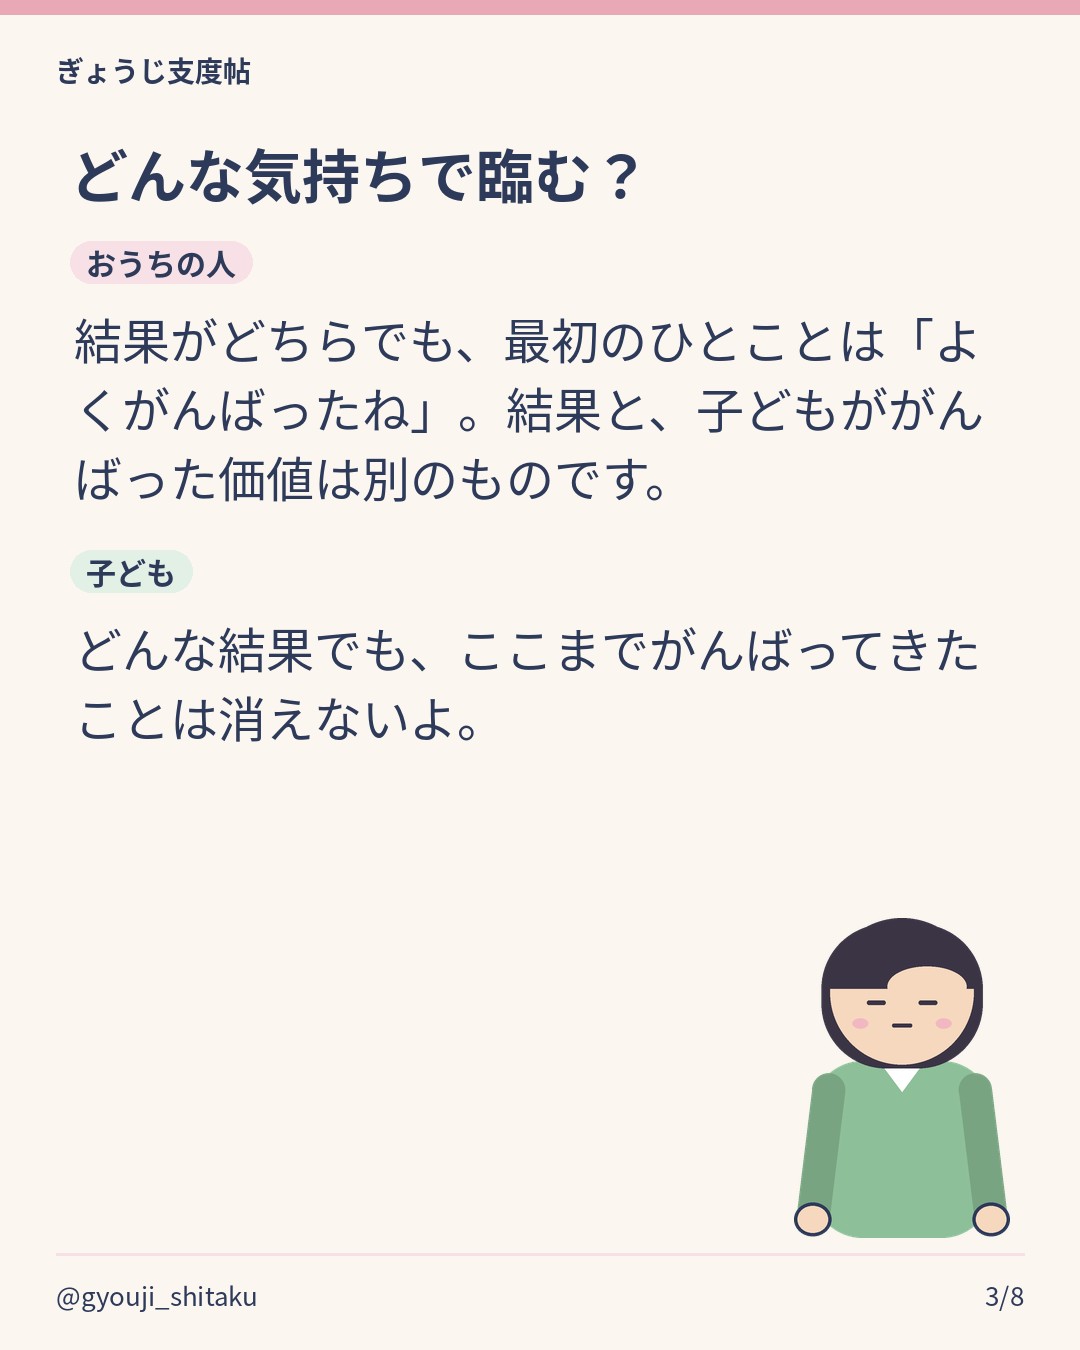 ぎょうじ支度帖
どんな気持ちで臨む？
おうちの人
結果がどちらでも、最初のひとことは「よ
くがんばったね」。結果と、子どもががん
ばった価値は別のものです。
子ども
どんな結果でも、ここまでがんばってきた
ことは消えないよ。
@gyouji_shitaku
3/8